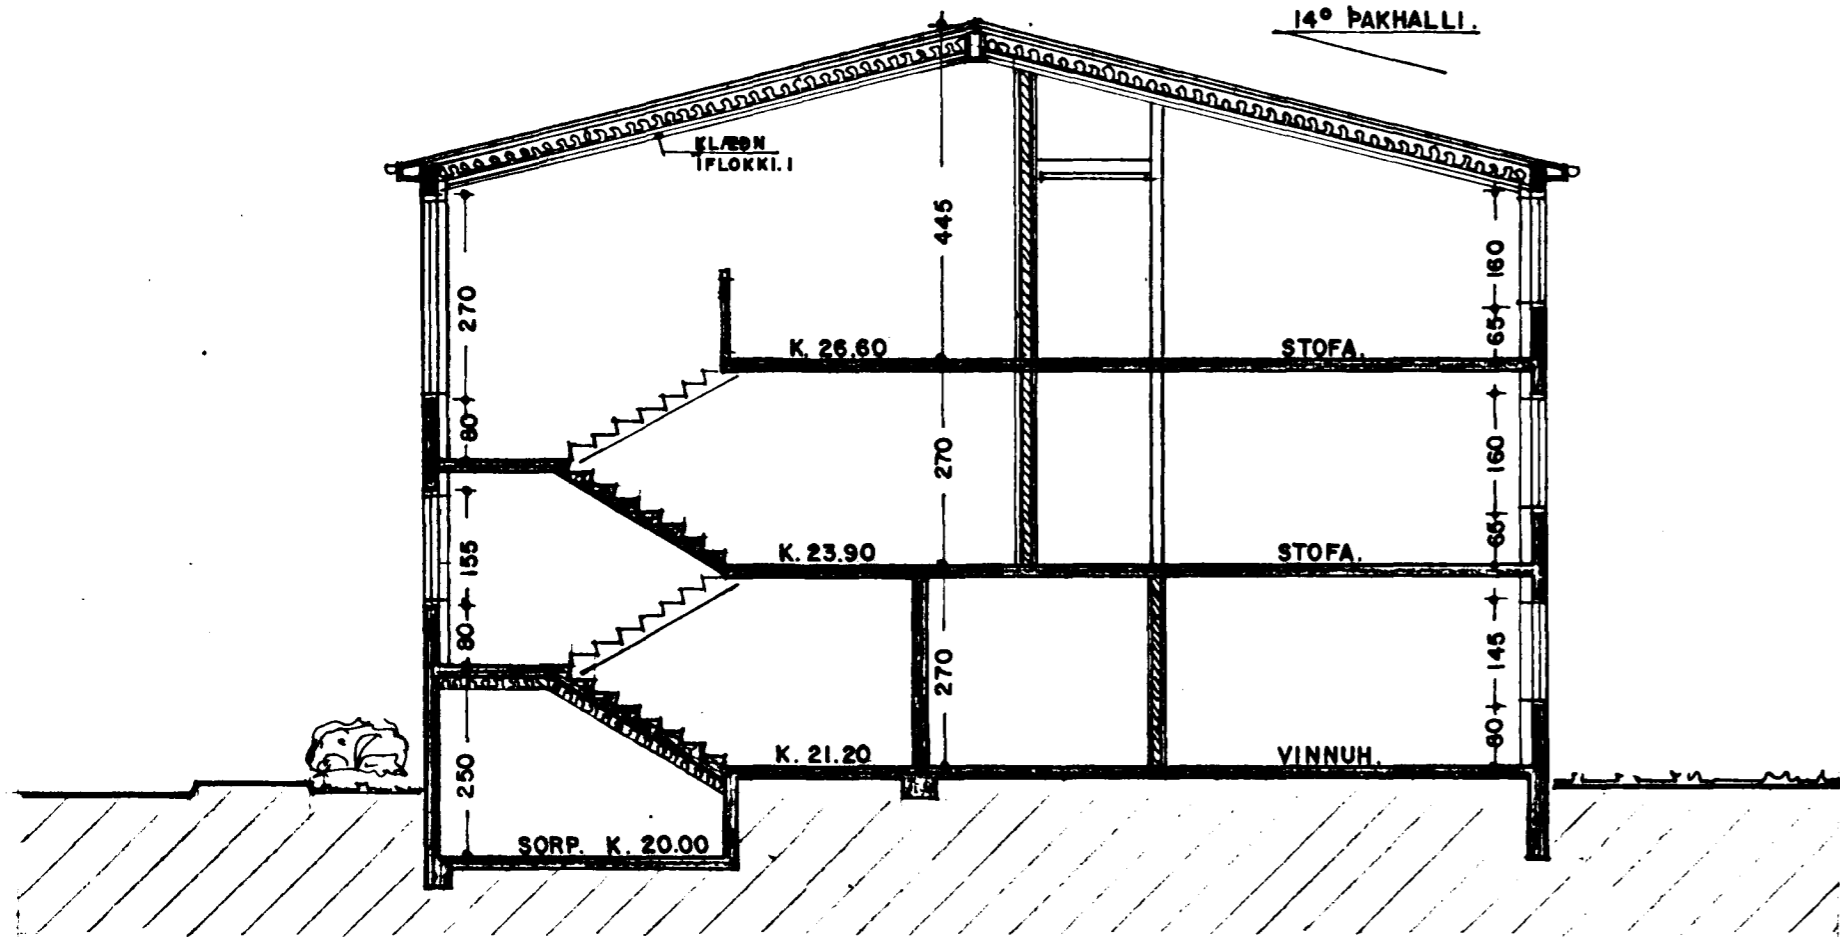 14° ÞAKHALLI.
KLÆÐN
Í FLOKKI. I
445
270
160
65
K. 26.60
STOFA.
80
270
160
65
155
K. 23.90
STOFA.
80
270
145
80
250
K. 21.20
VINNUH.
SORP. K. 20.00